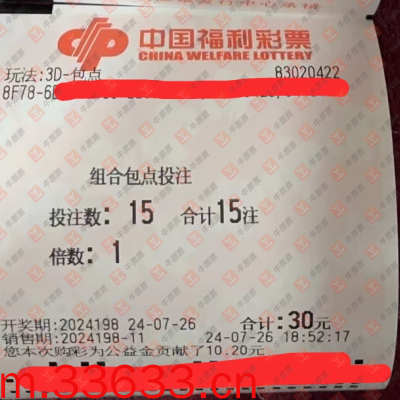 中国福利彩票
CHINA WELFARE LOTTERY
玩法:3D-包点 83020422
8F78-6
组合包点投注
投注数: 15 合计15注
倍数: 1
开奖期:2024198 24-07-26 合计:30元
销售期:2024198-11 24-07-26 18:52:17
您本次购彩为公益金贡献了10.20元
m.33633.cn